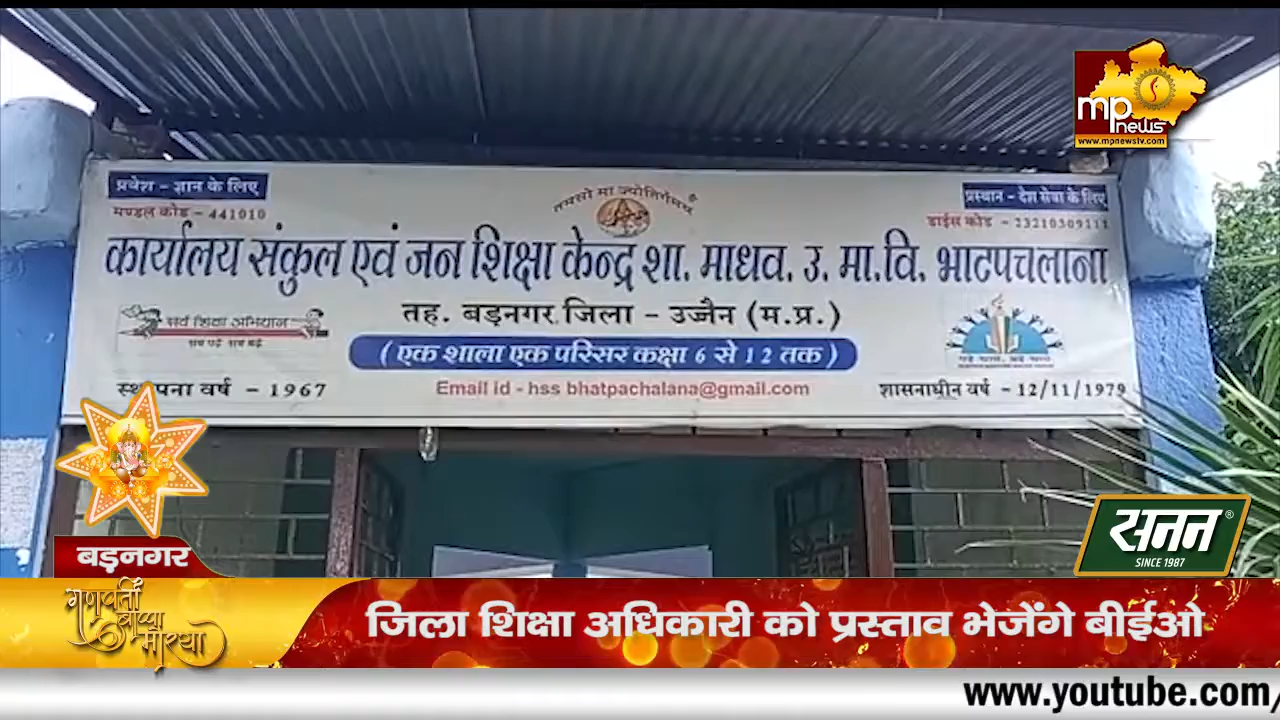 mp
news
www.mpnewstv.com
प्रवेश - ज्ञान के लिए
तमसो मा ज्योतिर्गमय
प्रस्थान - देश सेवा के लिए
मण्डल कोड - 441010
डाईस कोड - 23210509111
कार्यालय संकुल एवं जन शिक्षा केन्द्र शा. माधव. उ. मा.वि. भाटपचलाना
तह. बड़नगर जिला - उज्जैन (म.प्र.)
सर्व शिक्षा अभियान
सब पढ़ें सब बढ़ें
(एक शाला एक परिसर कक्षा 6 से 12 तक)
स्थापना वर्ष - 1967
Email id - hss bhatpachalana@gmail.com
शासनाधीन वर्ष - 12/11/1979
सनन®
SINCE 1987
बड़नगर
गणपती बाप्पा मोरया
जिला शिक्षा अधिकारी को प्रस्ताव भेजेंगे बीईओ
www.youtube.com/